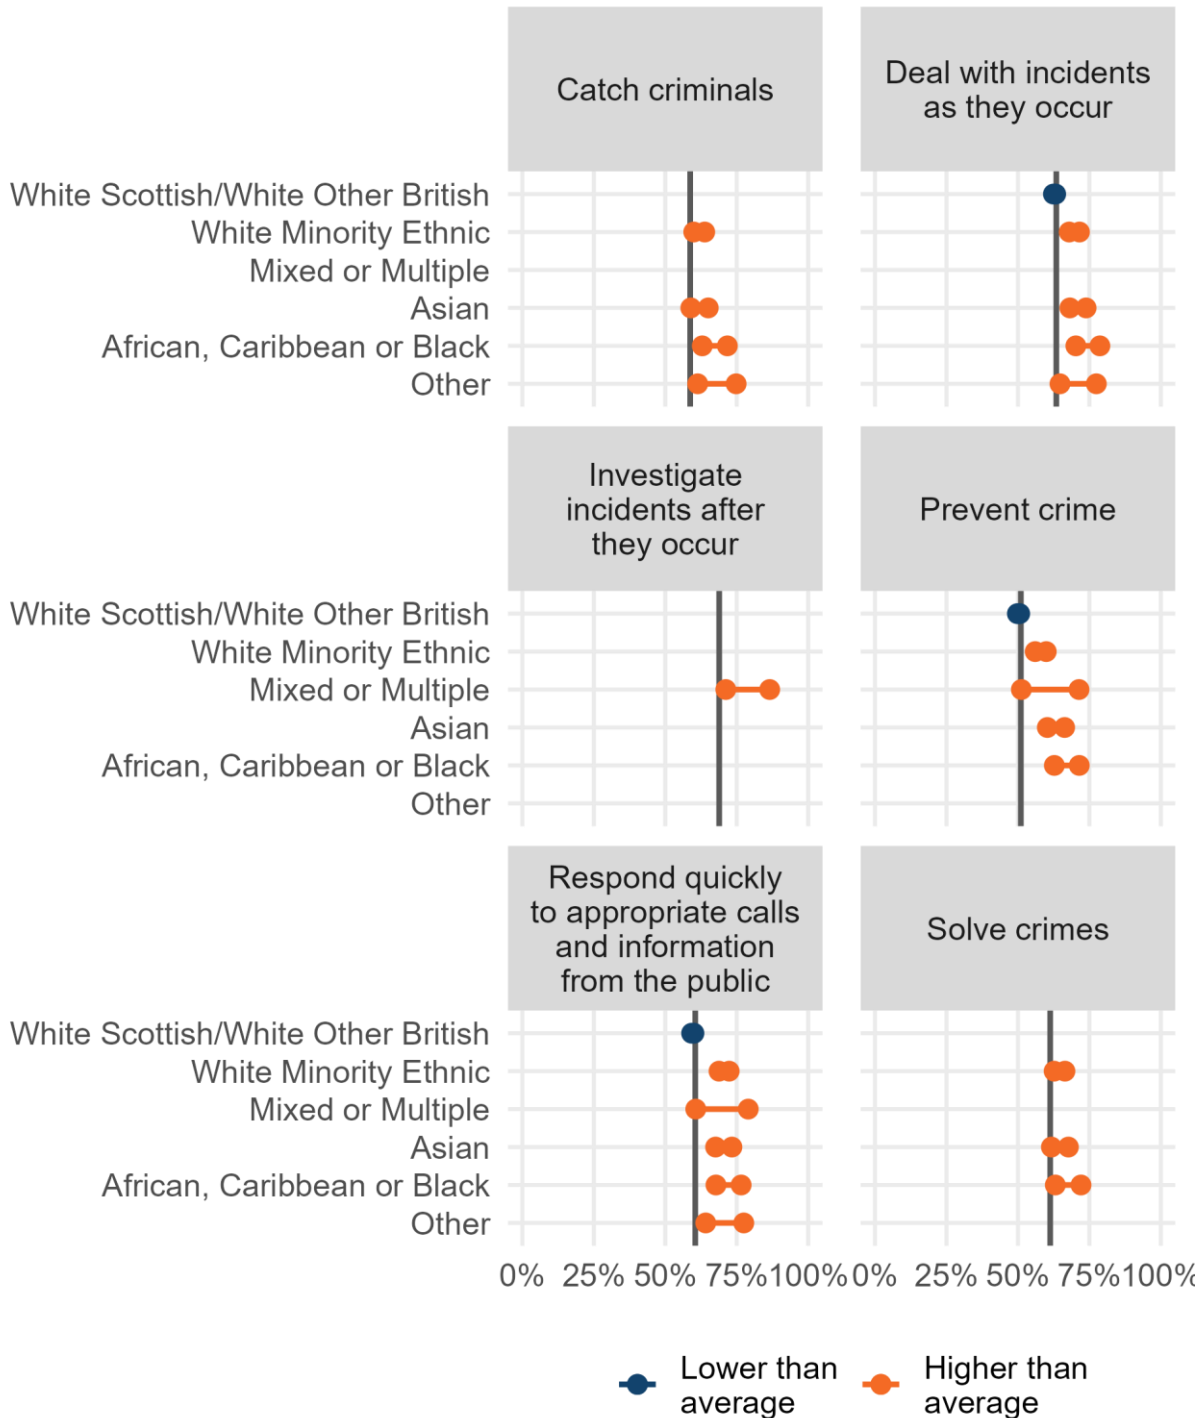 Catch criminals
Deal with incidents
as they occur
White Scottish/White Other British
White Minority Ethnic
Mixed or Multiple
Asian
African, Caribbean or Black
Other
Investigate
incidents after
they occur
Prevent crime
White Scottish/White Other British
White Minority Ethnic
Mixed or Multiple
Asian
African, Caribbean or Black
Other
Respond quickly
to appropriate calls
and information
from the public
Solve crimes
White Scottish/White Other British
White Minority Ethnic
Mixed or Multiple
Asian
African, Caribbean or Black
Other
0% 25% 50% 75% 100% 0% 25% 50% 75% 100%
Lower than
average
Higher than
average